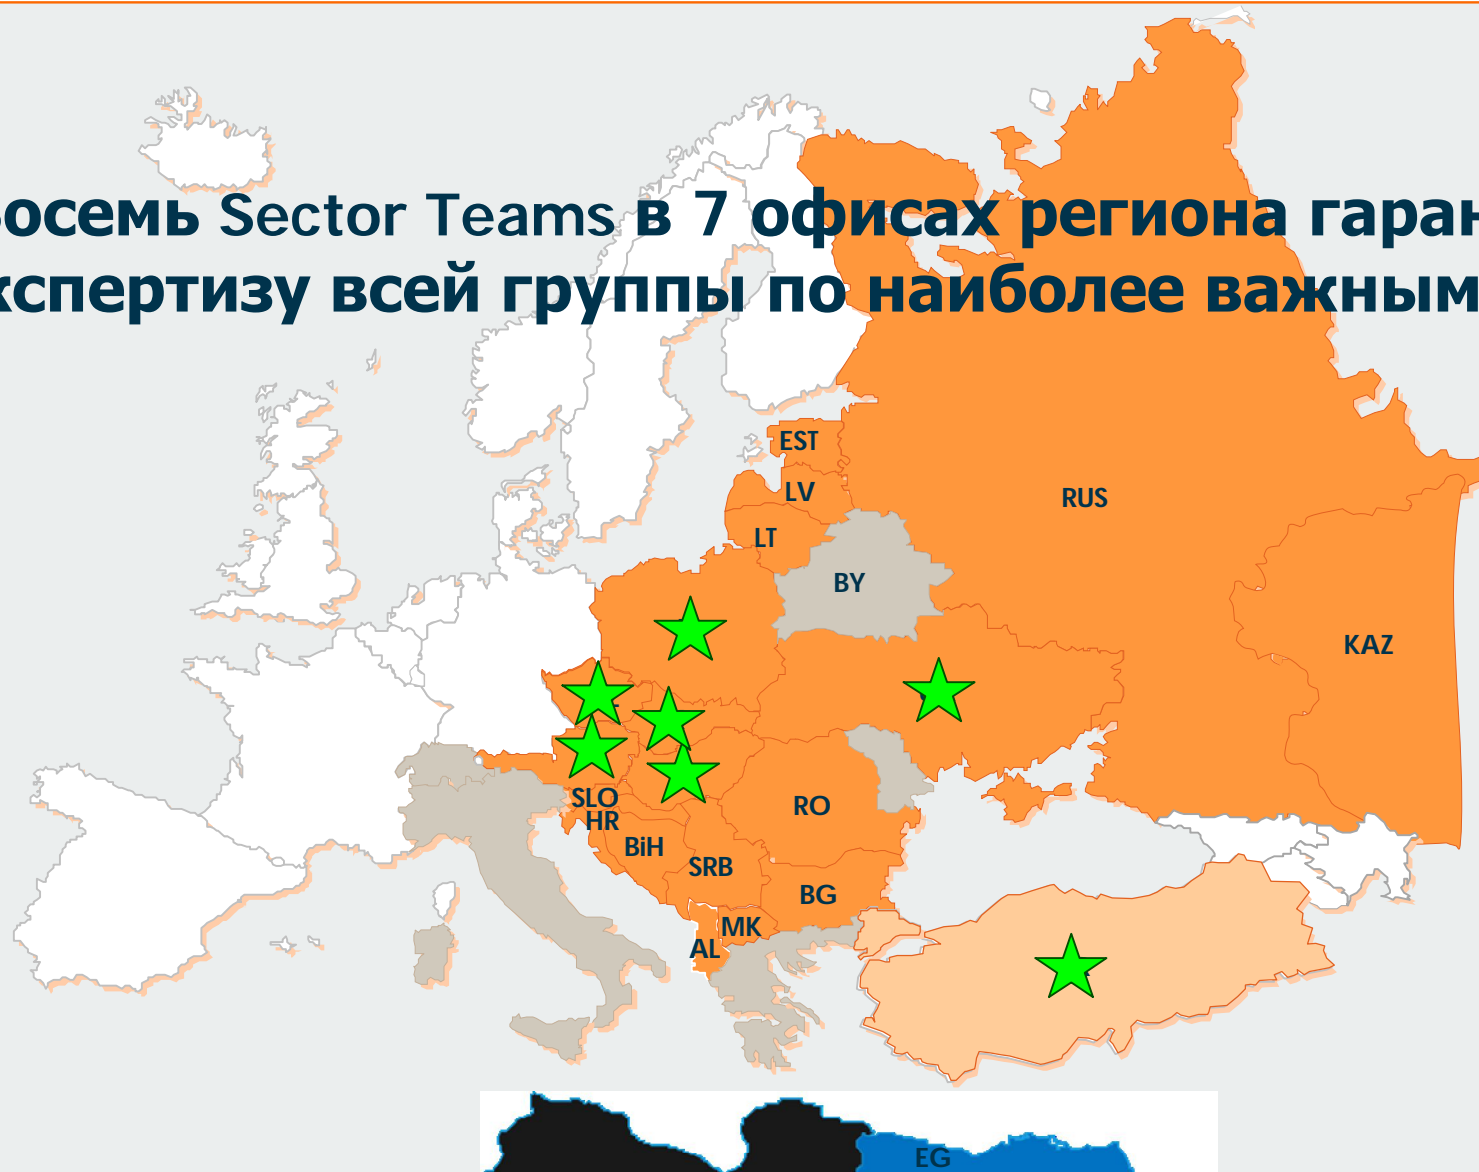 осемь Sector Teams в 7 офисах региона гаран
кспертизу всей группы по наиболее важным
EST
LV
RUS
LT
BY
KAZ
SLO
RO
HR
BiH
SRB
BG
MK
AL
EG